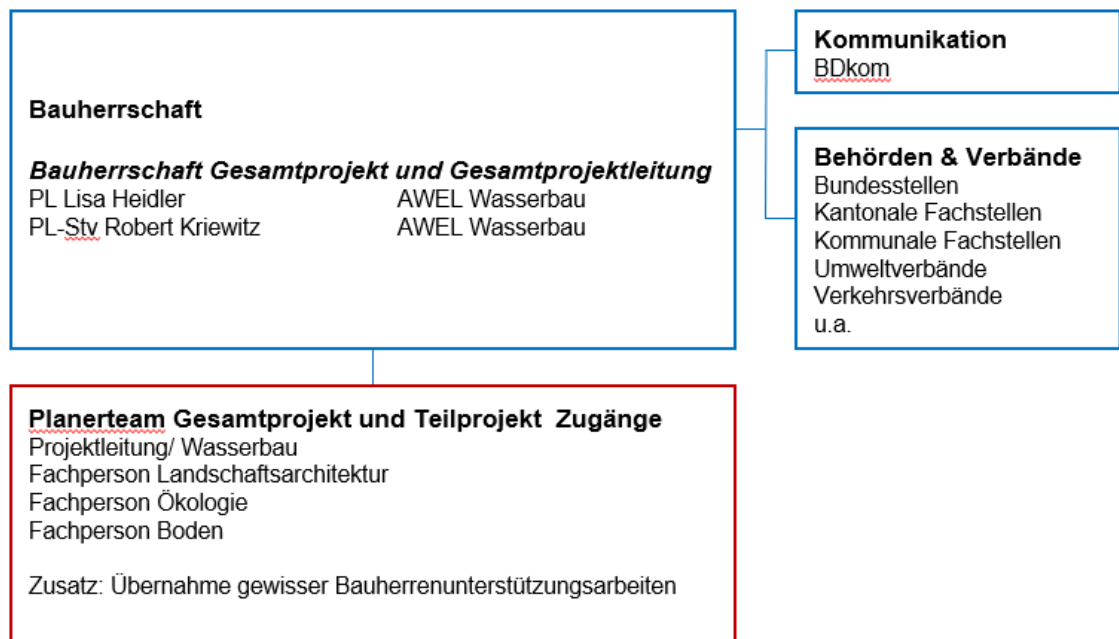 Bauherrschaft
Bauherrschaft Gesamtprojekt und Gesamtprojektleitung
PL Lisa Heidler AWEL Wasserbau
PL-Stv Robert Kriewitz AWEL Wasserbau
Kommunikation
BDkom
Behörden & Verbände
Bundesstellen
Kantonale Fachstellen
Kommunale Fachstellen
Umweltverbände
Verkehrsverbände
u.a.
Planerteam Gesamtprojekt und Teilprojekt Zugänge
Projektleitung/ Wasserbau
Fachperson Landschaftsarchitektur
Fachperson Ökologie
Fachperson Boden
Zusatz: Übernahme gewisser Bauherrenunterstützungsarbeiten